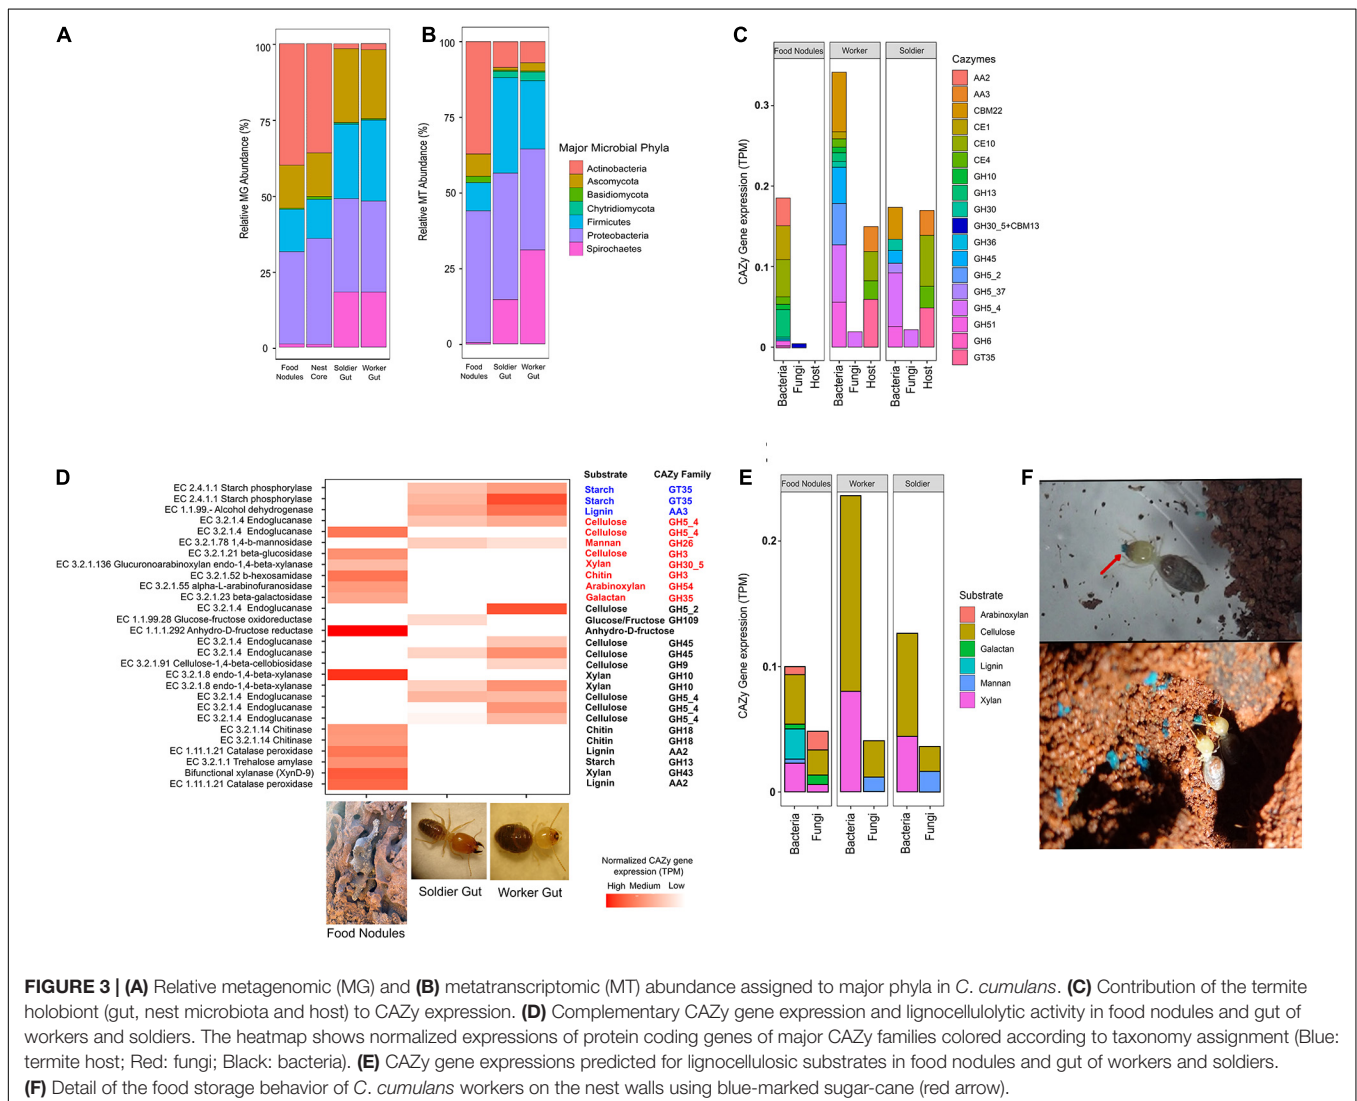 A
B
C
Relative MG Abundance (%)
100
75
50
25
0
Food Nodules
Nest Core
Soldier Gut
Worker Gut
Relative MT Abundance (%)
100
75
50
25
0
Food Nodules
Soldier Gut
Worker Gut
Major Microbial Phyla
Actinobacteria
Ascomycota
Basidiomycota
Chytridiomycota
Firmicutes
Proteobacteria
Spirochaetes
CAZy Gene expression (TPM)
0.3
0.2
0.1
0
Food Nodules
Worker
Soldier
Bacteria
Fungi
Host
Bacteria
Fungi
Host
Bacteria
Fungi
Host
Cazymes
AA2
AA3
CBM22
CE1
CE10
CE4
GH10
GH13
GH30
GH30_5+CBM13
GH36
GH45
GH5_2
GH5_37
GH5_4
GH51
GH6
GT35
D
Substrate CAZy Family
EC 2.4.1.1 Starch phosphorylase Starch GT35
EC 2.4.1.1 Starch phosphorylase Starch GT35
EC 1.1.99.- Alcohol dehydrogenase Lignin AA3
EC 3.2.1.4 Endoglucanase Cellulose GH5_4
EC 3.2.1.4 Endoglucanase Cellulose GH5_4
EC 3.2.1.78 1,4-b-mannosidase Mannan GH26
EC 3.2.1.21 beta-glucosidase Cellulose GH3
EC 3.2.1.136 Glucuronoarabinoxylan endo-1,4-beta-xylanase Xylan GH30_5
EC 3.2.1.52 b-hexosamidase Chitin GH3
EC 3.2.1.55 alpha-L-arabinofuranosidase Arabinoxylan GH54
EC 3.2.1.23 beta-galactosidase Galactan GH35
EC 3.2.1.4 Endoglucanase Cellulose GH5_2
EC 1.1.99.28 Glucose-fructose oxidoreductase Glucose/Fructose GH109
EC 1.1.1.292 Anhydro-D-fructose reductase Anhydro-D-fructose
EC 3.2.1.4 Endoglucanase Cellulose GH45
EC 3.2.1.4 Endoglucanase Cellulose GH45
EC 3.2.1.91 Cellulose-1,4-beta-cellobiosidase Cellulose GH9
EC 3.2.1.8 endo-1,4-beta-xylanase Xylan GH10
EC 3.2.1.8 endo-1,4-beta-xylanase Xylan GH10
EC 3.2.1.4 Endoglucanase Cellulose GH5_4
EC 3.2.1.4 Endoglucanase Cellulose GH5_4
EC 3.2.1.4 Endoglucanase Cellulose GH5_4
EC 3.2.1.14 Chitinase Chitin GH18
EC 3.2.1.14 Chitinase Chitin GH18
EC 1.11.1.21 Catalase peroxidase Lignin AA2
EC 3.2.1.1 Trehalose amylase Starch GH13
Bifunctional xylanase (XynD-9) Xylan GH43
EC 1.11.1.21 Catalase peroxidase Lignin AA2
Food Nodules
Soldier Gut
Worker Gut
Normalized CAZy gene
expression (TPM)
High Medium Low
E
CAZy Gene expression (TPM)
0.2
0.1
0
Food Nodules
Worker
Soldier
Bacteria
Fungi
Bacteria
Fungi
Bacteria
Fungi
Substrate
Arabinoxylan
Cellulose
Galactan
Lignin
Mannan
Xylan
F
FIGURE 3 | (A) Relative metagenomic (MG) and (B) metatranscriptomic (MT) abundance assigned to major phyla in C. cumulans. (C) Contribution of the termite
holobiont (gut, nest microbiota and host) to CAZy expression. (D) Complementary CAZy gene expression and lignocellulolytic activity in food nodules and gut of
workers and soldiers. The heatmap shows normalized expressions of protein coding genes of major CAZy families colored according to taxonomy assignment (Blue:
termite host; Red: fungi; Black: bacteria). (E) CAZy gene expressions predicted for lignocellulosic substrates in food nodules and gut of workers and soldiers.
(F) Detail of the food storage behavior of C. cumulans workers on the nest walls using blue-marked sugar-cane (red arrow).